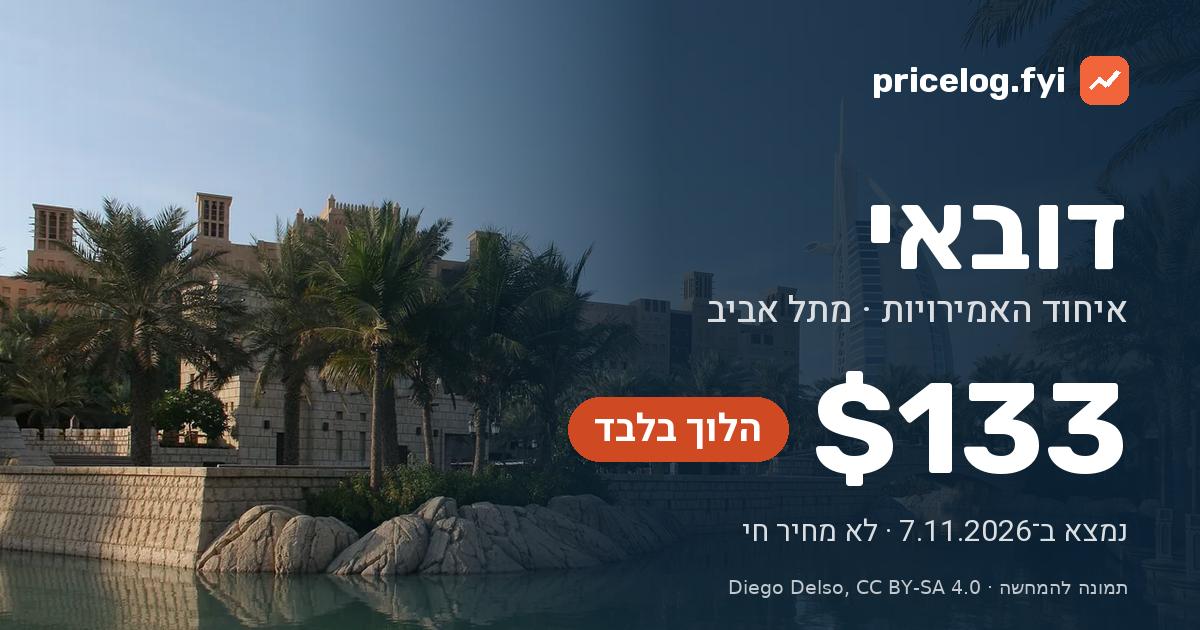 pricelog.fyi
דובאי
איחוד האמירויות · מתל אביב
$133 הלוך בלבד
נמצא ב־7.11.2026 · לא מחיר חי
תמונה להמחשה · Diego Delso, CC BY-SA 4.0